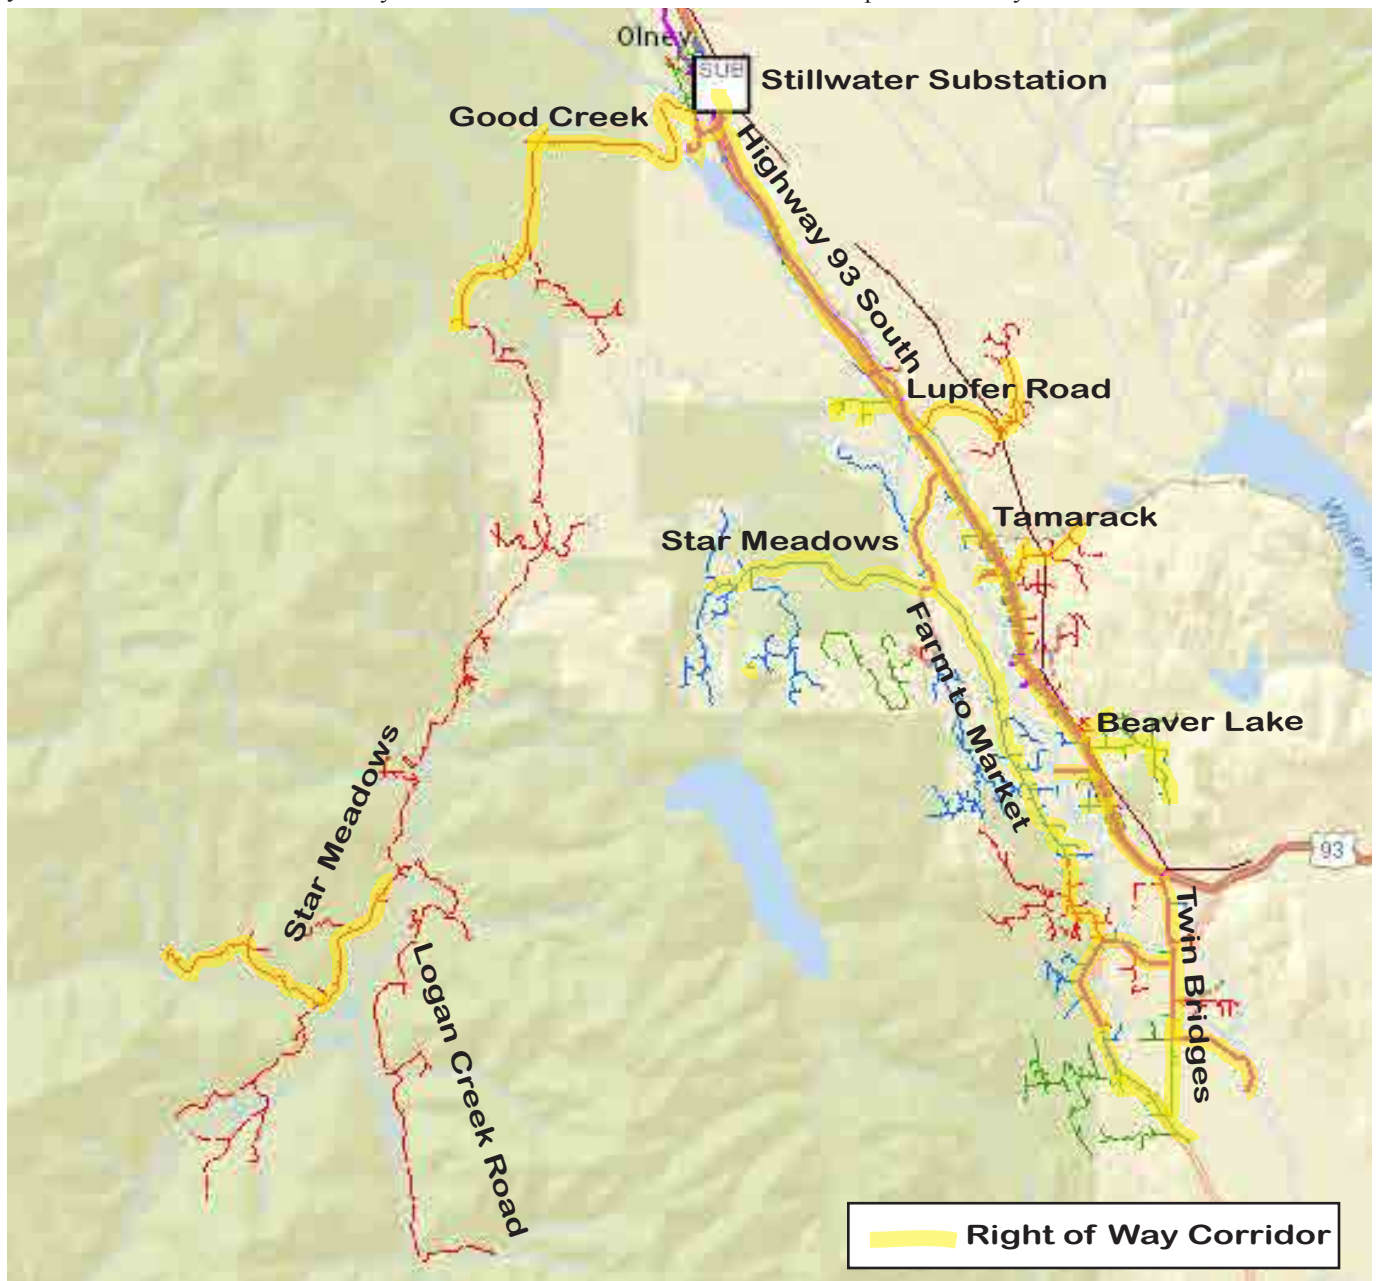 Olney
SUB
Stillwater Substation
Good Creek
Highway 93 South
Lupfer Road
Tamarack
Star Meadows
Farm to Market
Beaver Lake
Star Meadows
93
Twin Bridges
Logan Creek Road
Right of Way Corridor